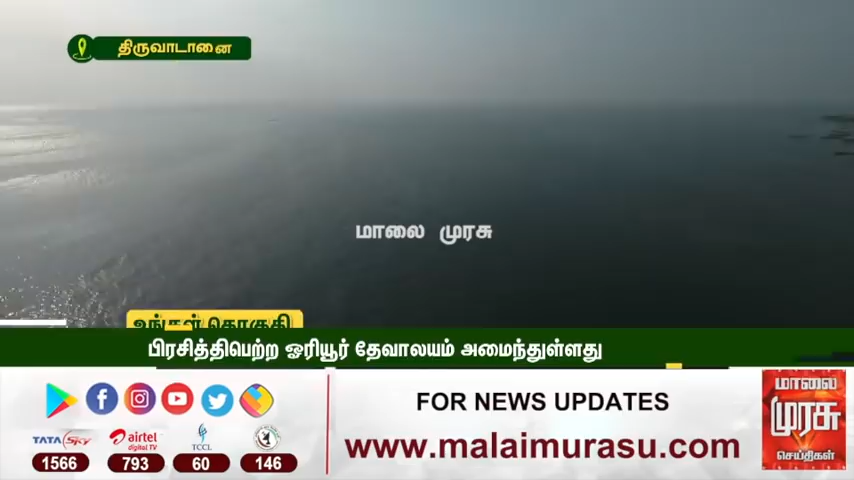 திருவாடானை
மாலை முரசு
உங்கள் தொகுதி
பிரசித்திபெற்ற ஓரியூர் தேவாலயம் அமைந்துள்ளது
FOR NEWS UPDATES
www.malaimurasu.com
மாலை
முரசு
செய்திகள்
TATA sky
airtel
digital TV
TCCL
1566
793
60
146